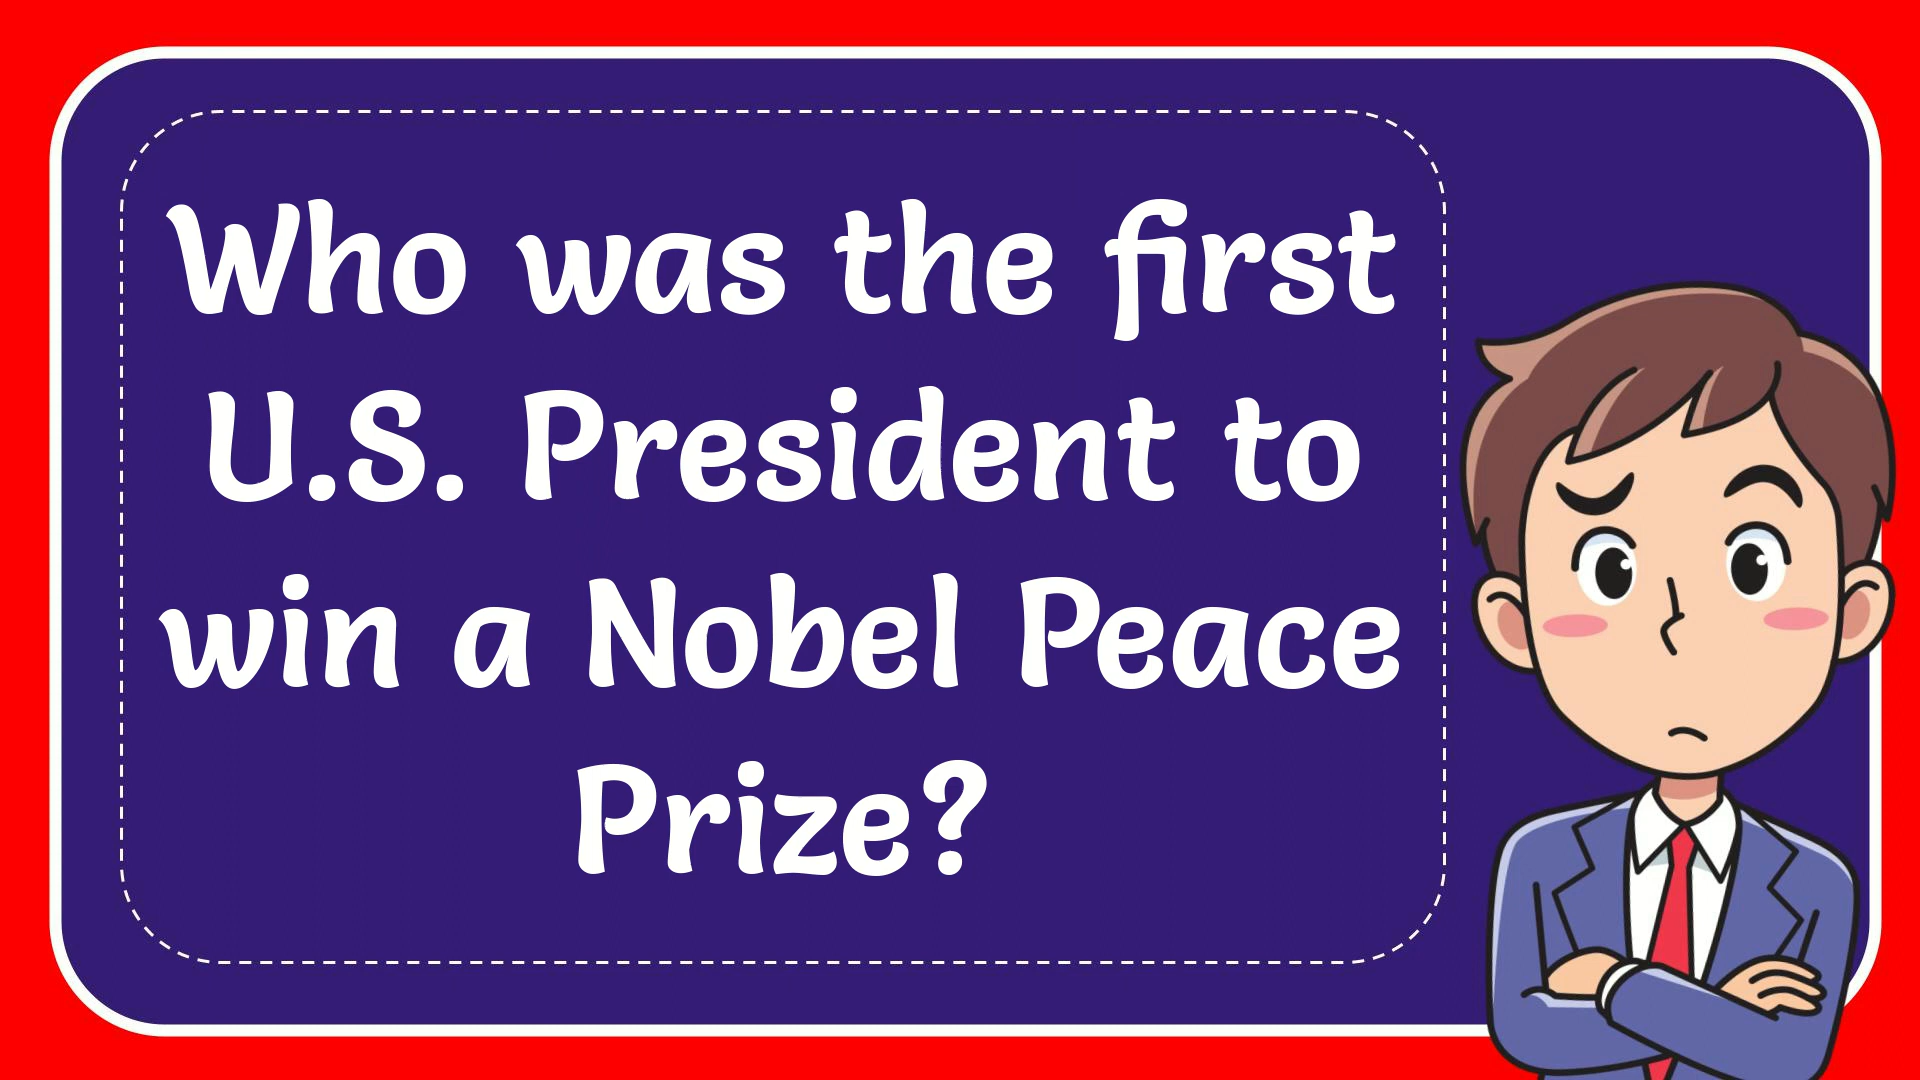 Who was the first
U.S. President to
win a Nobel Peace
Prize?